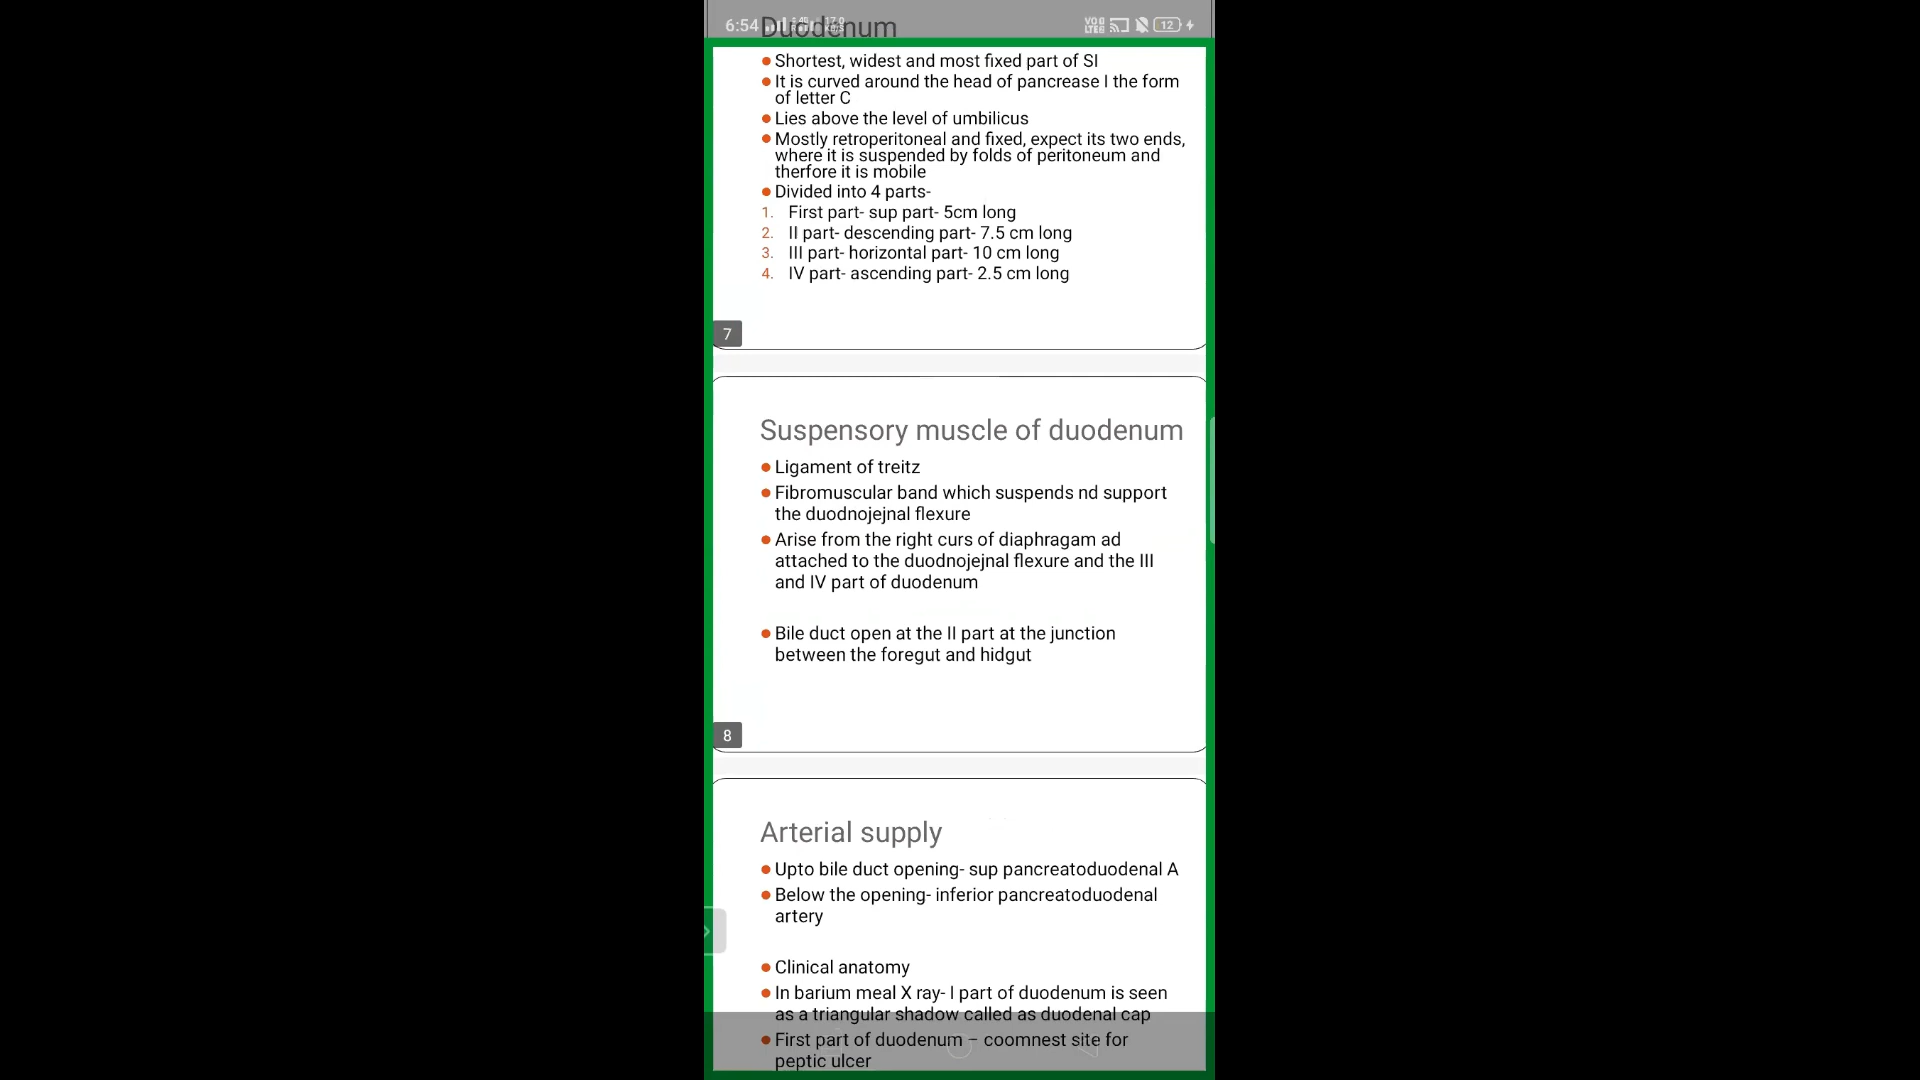 6:54
12
Duodenum
Shortest, widest and most fixed part of SI
It is curved around the head of pancrease I the form
of letter C
Lies above the level of umbilicus
Mostly retroperitoneal and fixed, expect its two ends,
where it is suspended by folds of peritoneum and
therfore it is mobile
Divided into 4 parts-
1. First part- sup part- 5cm long
2. II part- descending part- 7.5 cm long
3. III part- horizontal part- 10 cm long
4. IV part- ascending part- 2.5 cm long
7
Suspensory muscle of duodenum
Ligament of treitz
Fibromuscular band which suspends nd support
the duodnojejnal flexure
Arise from the right curs of diaphragam ad
attached to the duodnojejnal flexure and the III
and IV part of duodenum
Bile duct open at the II part at the junction
between the foregut and hidgut
8
Arterial supply
Upto bile duct opening- sup pancreatoduodenal A
Below the opening- inferior pancreatoduodenal
artery
Clinical anatomy
In barium meal X ray- I part of duodenum is seen
as a triangular shadow called as duodenal cap
First part of duodenum – coomnest site for
peptic ulcer